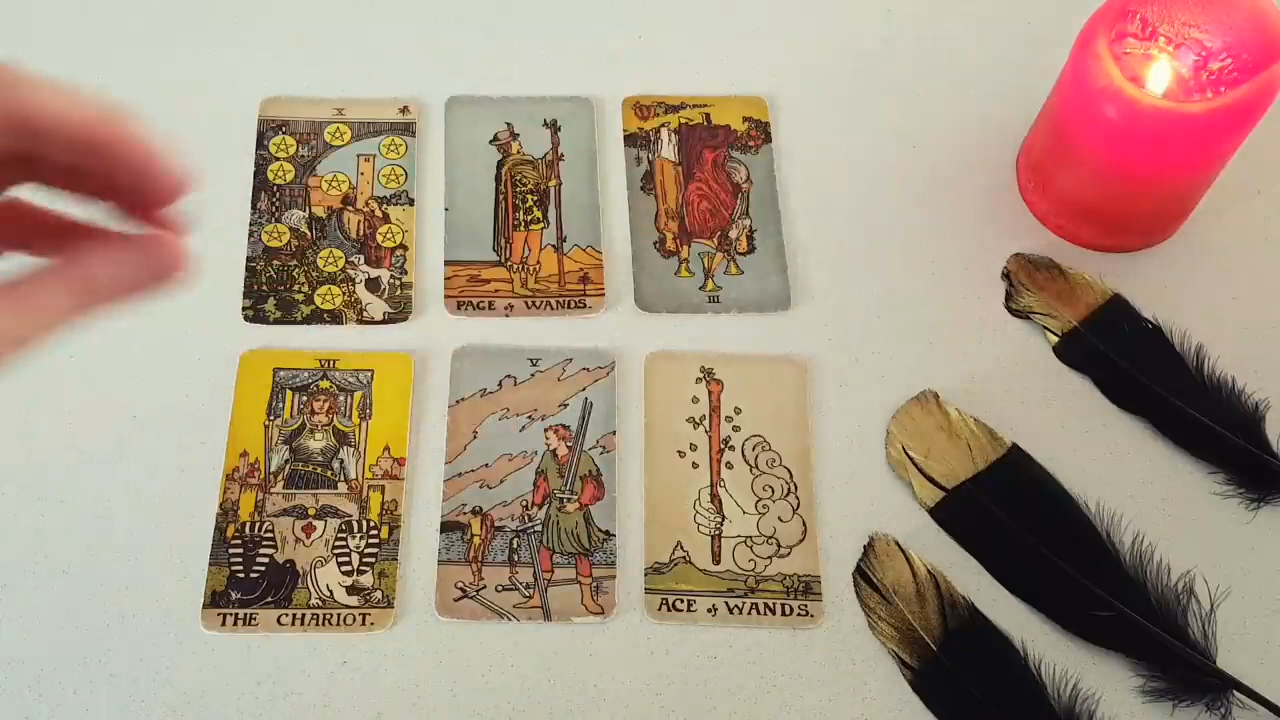 X
PAGE of WANDS.
III
VII
THE CHARIOT.
V
ACE of WANDS.